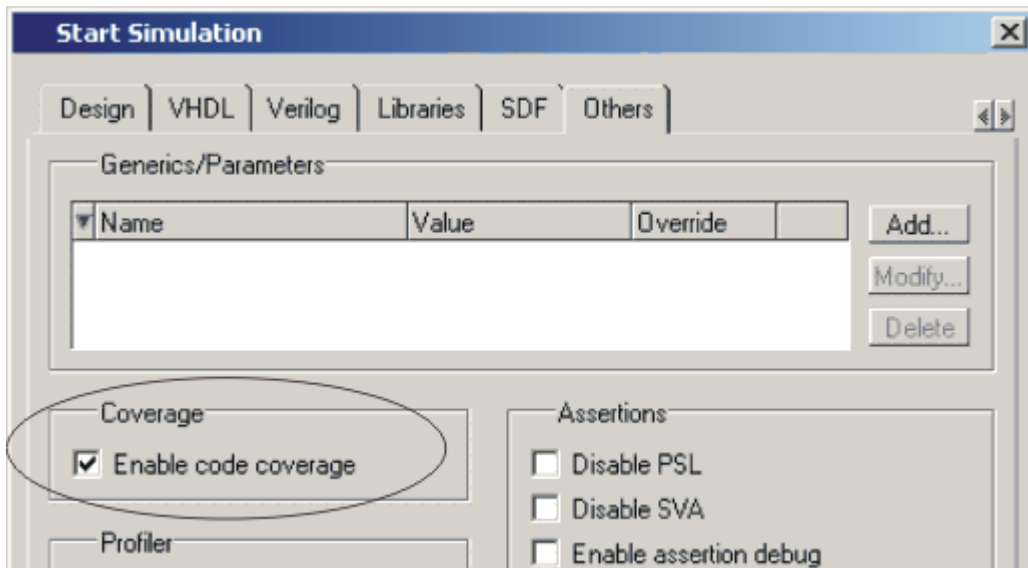 Start Simulation
Design VHDL Verilog Libraries SDF Others
Generics/Parameters
Name Value Override
Add...
Modify...
Delete
Coverage
Enable code coverage
Assertions
Disable PSL
Disable SVA
Enable assertion debug
Profiler